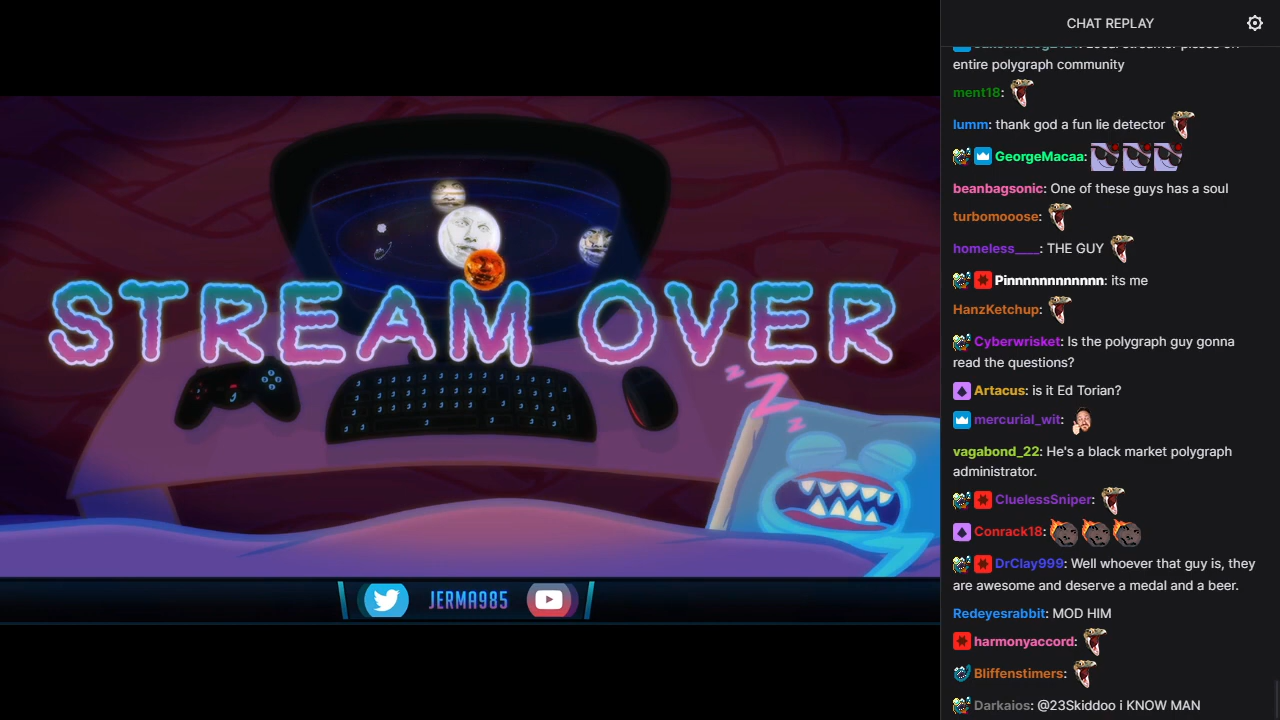 STREAM OVER
z
Z
z
JERMA985
CHAT REPLAY
entire polygraph community
ment18:
lumm: thank god a fun lie detector
GeorgeMacaa:
beanbagsonic: One of these guys has a soul
turbomooose:
homeless____: THE GUY
Pinnnnnnnnnnnn: its me
HanzKetchup:
Cyberwrisket: Is the polygraph guy gonna
read the questions?
Artacus: is it Ed Torian?
mercurial_wit:
vagabond_22: He's a black market polygraph
administrator.
CluelessSniper:
Conrack18:
DrClay999: Well whoever that guy is, they
are awesome and deserve a medal and a beer.
Redeyesrabbit: MOD HIM
harmonyaccord:
Bliffenstimers:
Darkaios: @23Skiddoo i KNOW MAN